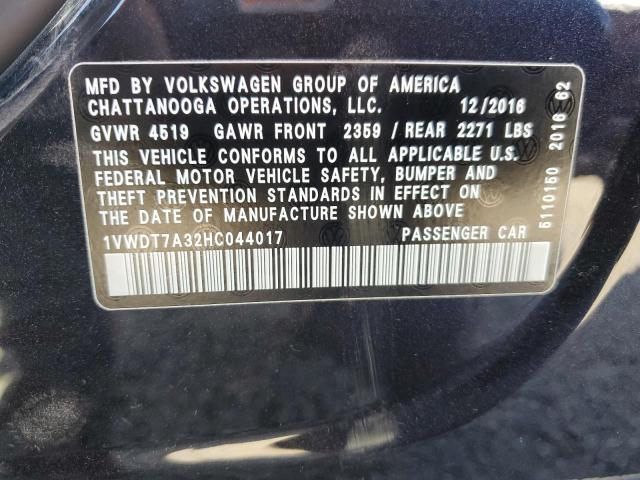 MFD BY VOLKSWAGEN GROUP OF AMERICA
CHATTANOOGA OPERATIONS, LLC. 12/2016
GVWR 4519 GAWR FRONT 2359 / REAR 2271 LBS
THIS VEHICLE CONFORMS TO ALL APPLICABLE U.S.
FEDERAL MOTOR VEHICLE SAFETY, BUMPER AND
THEFT PREVENTION STANDARDS IN EFFECT ON
THE DATE OF MANUFACTURE SHOWN ABOVE
1VWDT7A32HC044017 PASSENGER CAR
6110150 2016 62